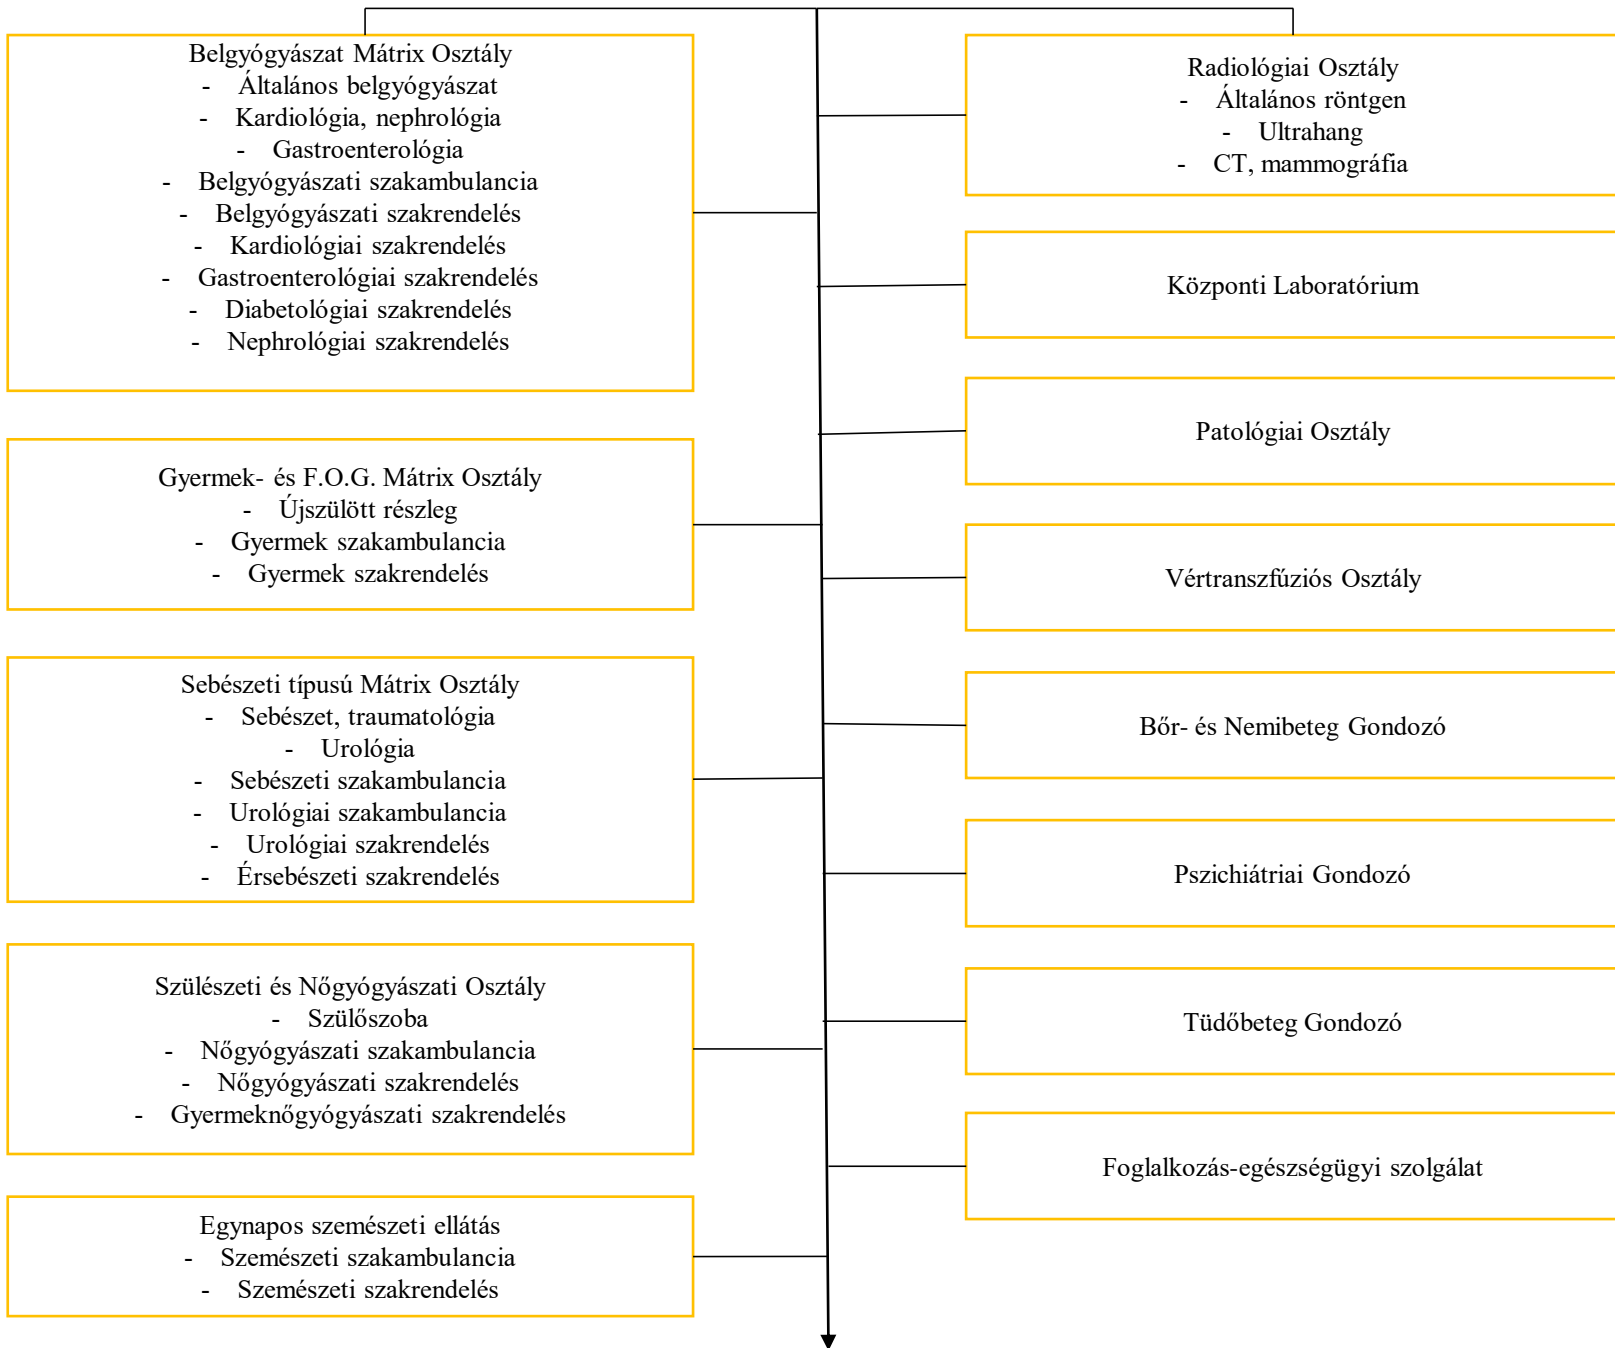 Belgyógyászat Mátrix Osztály
- Általános belgyógyászat
- Kardiológia, nephrológia
- Gastroenterológia
- Belgyógyászati szakambulancia
- Belgyógyászati szakrendelés
- Kardiológiai szakrendelés
- Gastroenterológiai szakrendelés
- Diabetológiai szakrendelés
- Nephrológiai szakrendelés
Gyermek- és F.O.G. Mátrix Osztály
- Újszülött részleg
- Gyermek szakambulancia
- Gyermek szakrendelés
Sebészeti típusú Mátrix Osztály
- Sebészet, traumatológia
- Urológia
- Sebészeti szakambulancia
- Urológiai szakambulancia
- Urológiai szakrendelés
- Érsebészeti szakrendelés
Szülészeti és Nőgyógyászati Osztály
- Szülőszoba
- Nőgyógyászati szakambulancia
- Nőgyógyászati szakrendelés
- Gyermeknőgyógyászati szakrendelés
Egynapos szemészeti ellátás
- Szemészeti szakambulancia
- Szemészeti szakrendelés
Radiológiai Osztály
- Általános röntgen
- Ultrahang
- CT, mammográfia
Központi Laboratórium
Patológiai Osztály
Vértranszfúziós Osztály
Bőr- és Nemibeteg Gondozó
Pszichiátriai Gondozó
Tüdőbeteg Gondozó
Foglalkozás-egészségügyi szolgálat